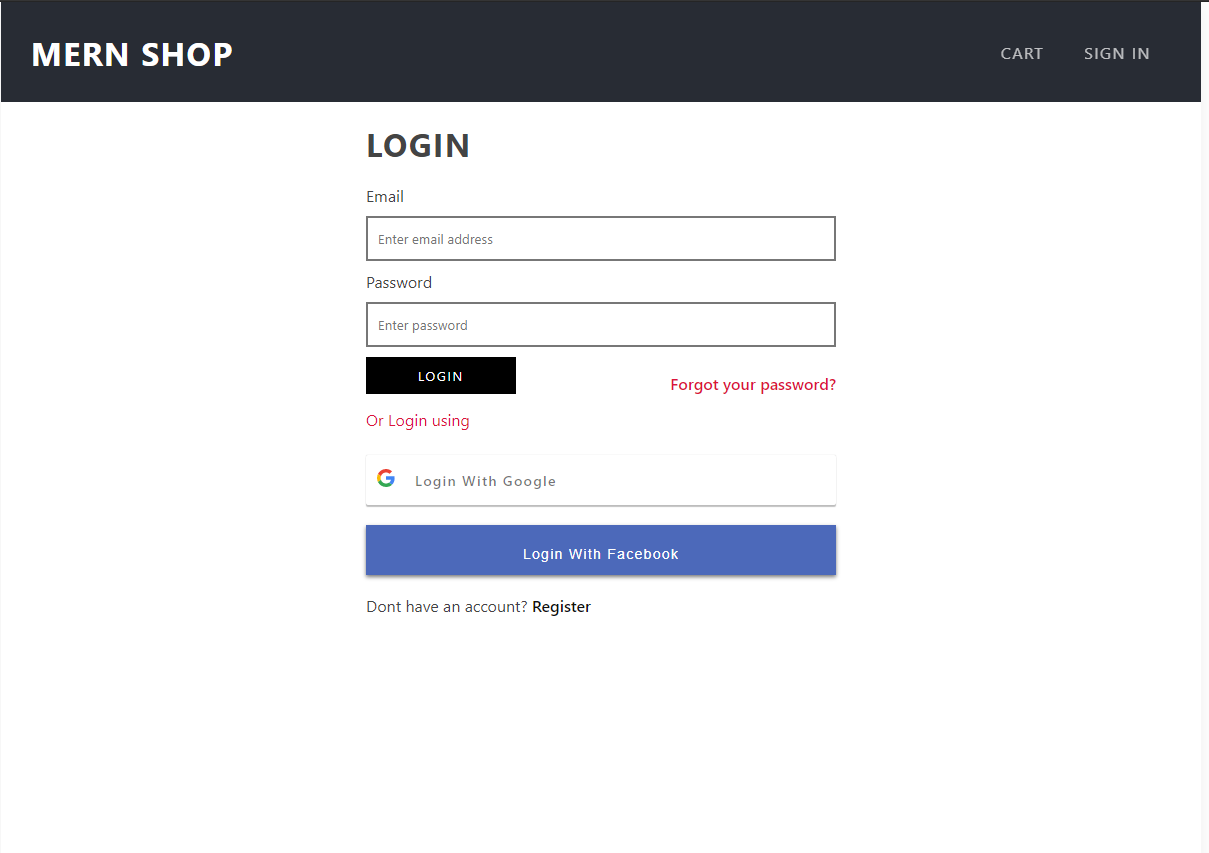 MERN SHOP CART SIGN IN
LOGIN
Email
Enter email address
Password
Enter password
LOGIN Forgot your password?
Or Login using
Login With Google
Login With Facebook
Dont have an account? Register